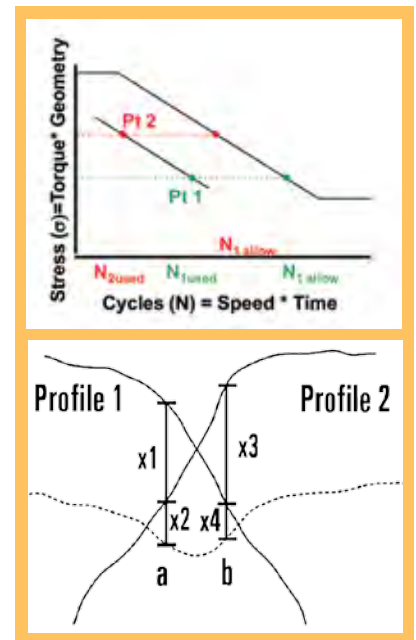 Stress (σ)=Torque* Geometry
Pt 2
Pt 1
N1 allow
N2used
N1used
N1 allow
Cycles (N) = Speed * Time
Profile 1
Profile 2
x1
x3
x2
x4
a
b